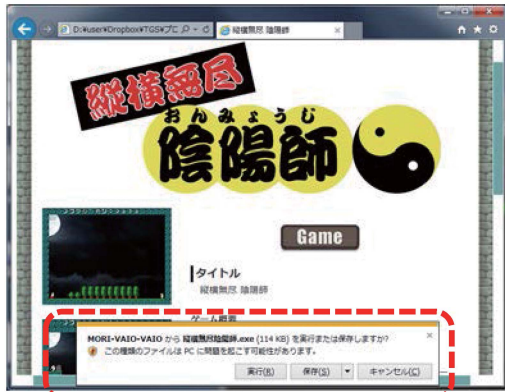 D:¥user¥Dropbox¥TGS¥プロ
縦横無尽 陰陽師
縦横無尽
おんみょうじ
陰陽師
Game
タイトル
縦横無尽 陰陽師
ゲーム概要
MORI-VAIO-VAIO から 縦横無尽陰陽師.exe (114 KB) を実行または保存しますか?
この種類のファイルは PC に問題を起こす可能性があります。
実行(R) 保存(S) キャンセル(C)